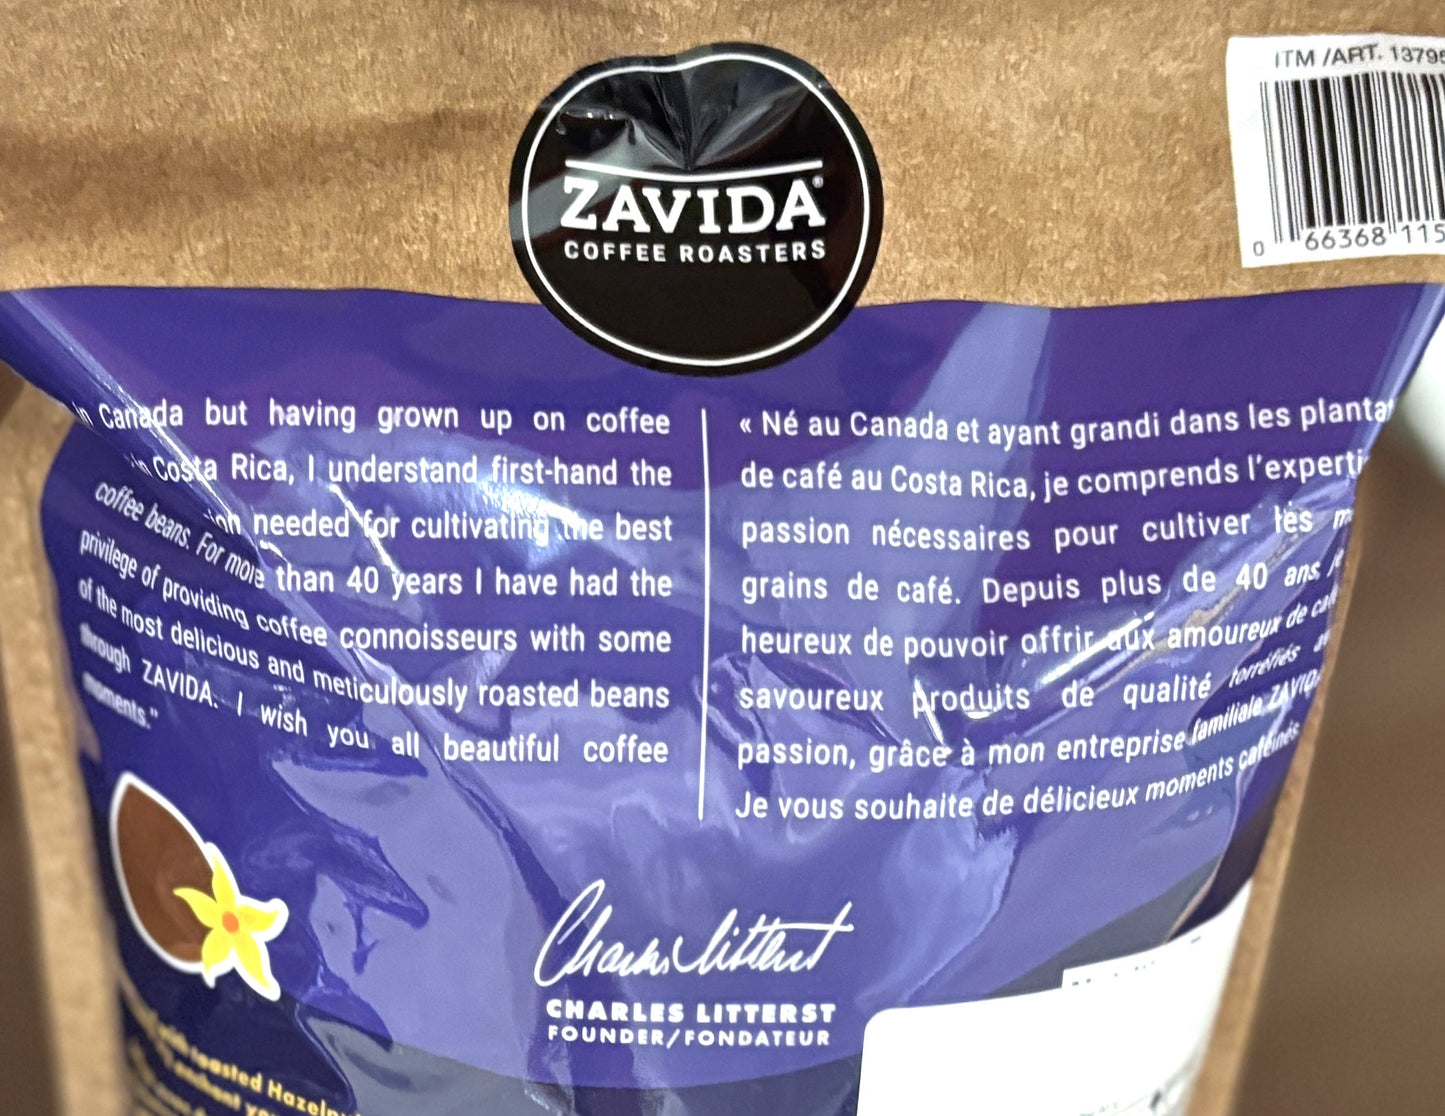 ZAVIDA®
COFFEE ROASTERS
ITM /ART. 1379
0 66368 115
in Canada but having grown up on coffee
in Costa Rica, I understand first-hand the
needed for cultivating the best
coffee beans. For more than 40 years I have had the
privilege of providing coffee connoisseurs with some
of the most delicious and meticulously roasted beans
through ZAVIDA. I wish you all beautiful coffee
moments."
« Né au Canada et ayant grandi dans les
de café au Costa Rica, je comprends
passion nécessaires pour cultiver les
grains de café. Depuis plus de 40 ans
heureux de pouvoir offrir aux amoureux de
savoureux produits de qualité torréfiés
passion, grâce à mon entreprise familiale ZAVIDA
Je vous souhaite de délicieux moments caféinés
Charles Litterst
CHARLES LITTERST
FOUNDER/FONDATEUR
roasted